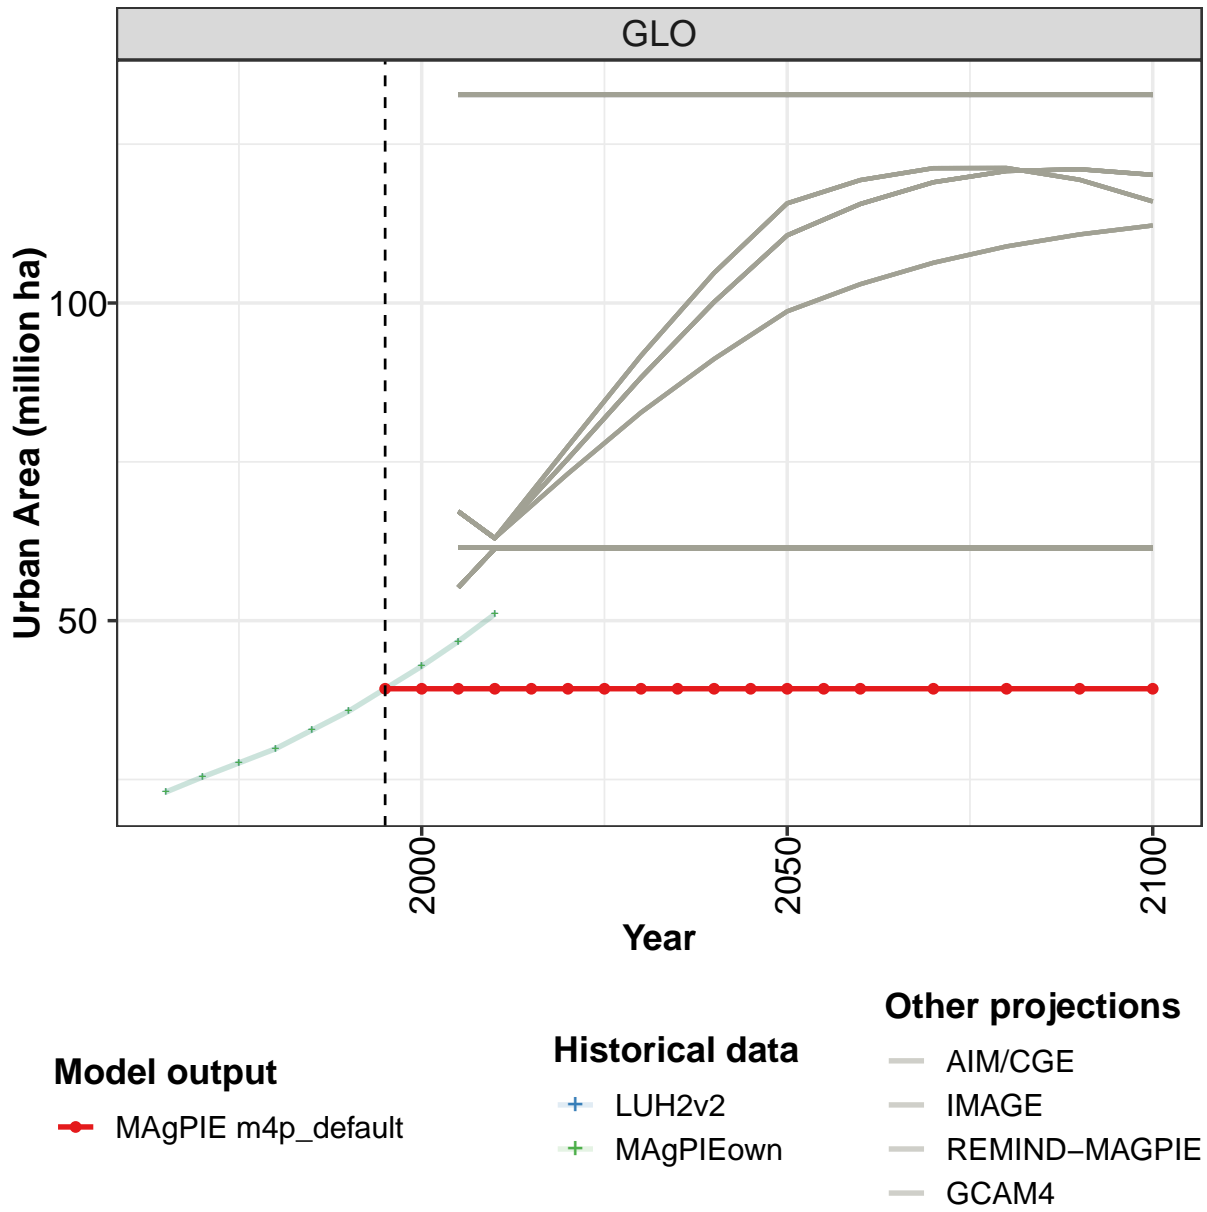 GLO
Urban Area (million ha)
100
50
2000
2050
2100
Year
Model output
MAgPIE m4p_default
Historical data
LUH2v2
MAgPIEown
Other projections
AIM/CGE
IMAGE
REMIND−MAGPIE
GCAM4